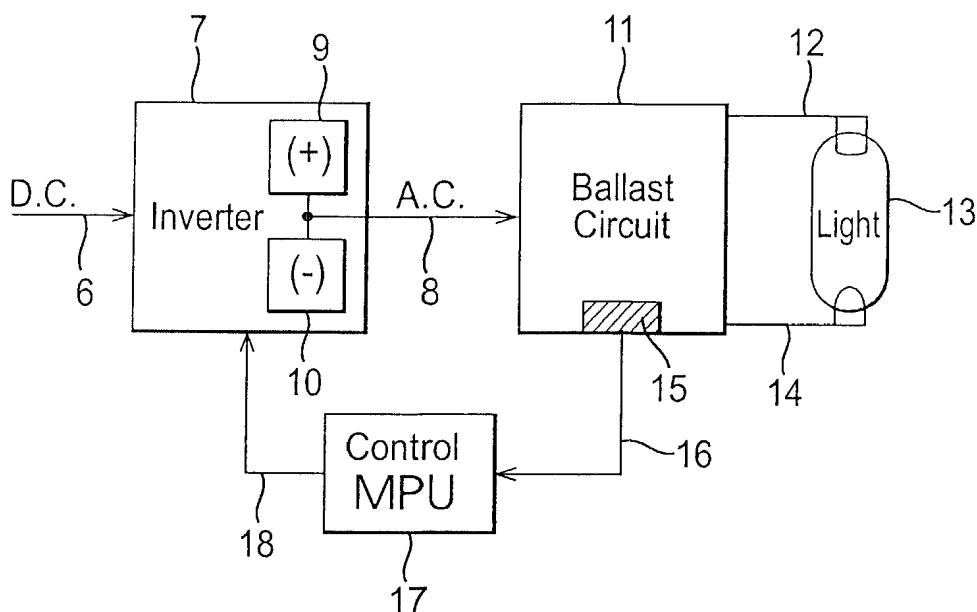 7
9
11
12
(+)
D.C.
Inverter
A.C.
Ballast
Circuit
Light
13
6
(-)
8
10
15
14
Control
MPU
16
18
17